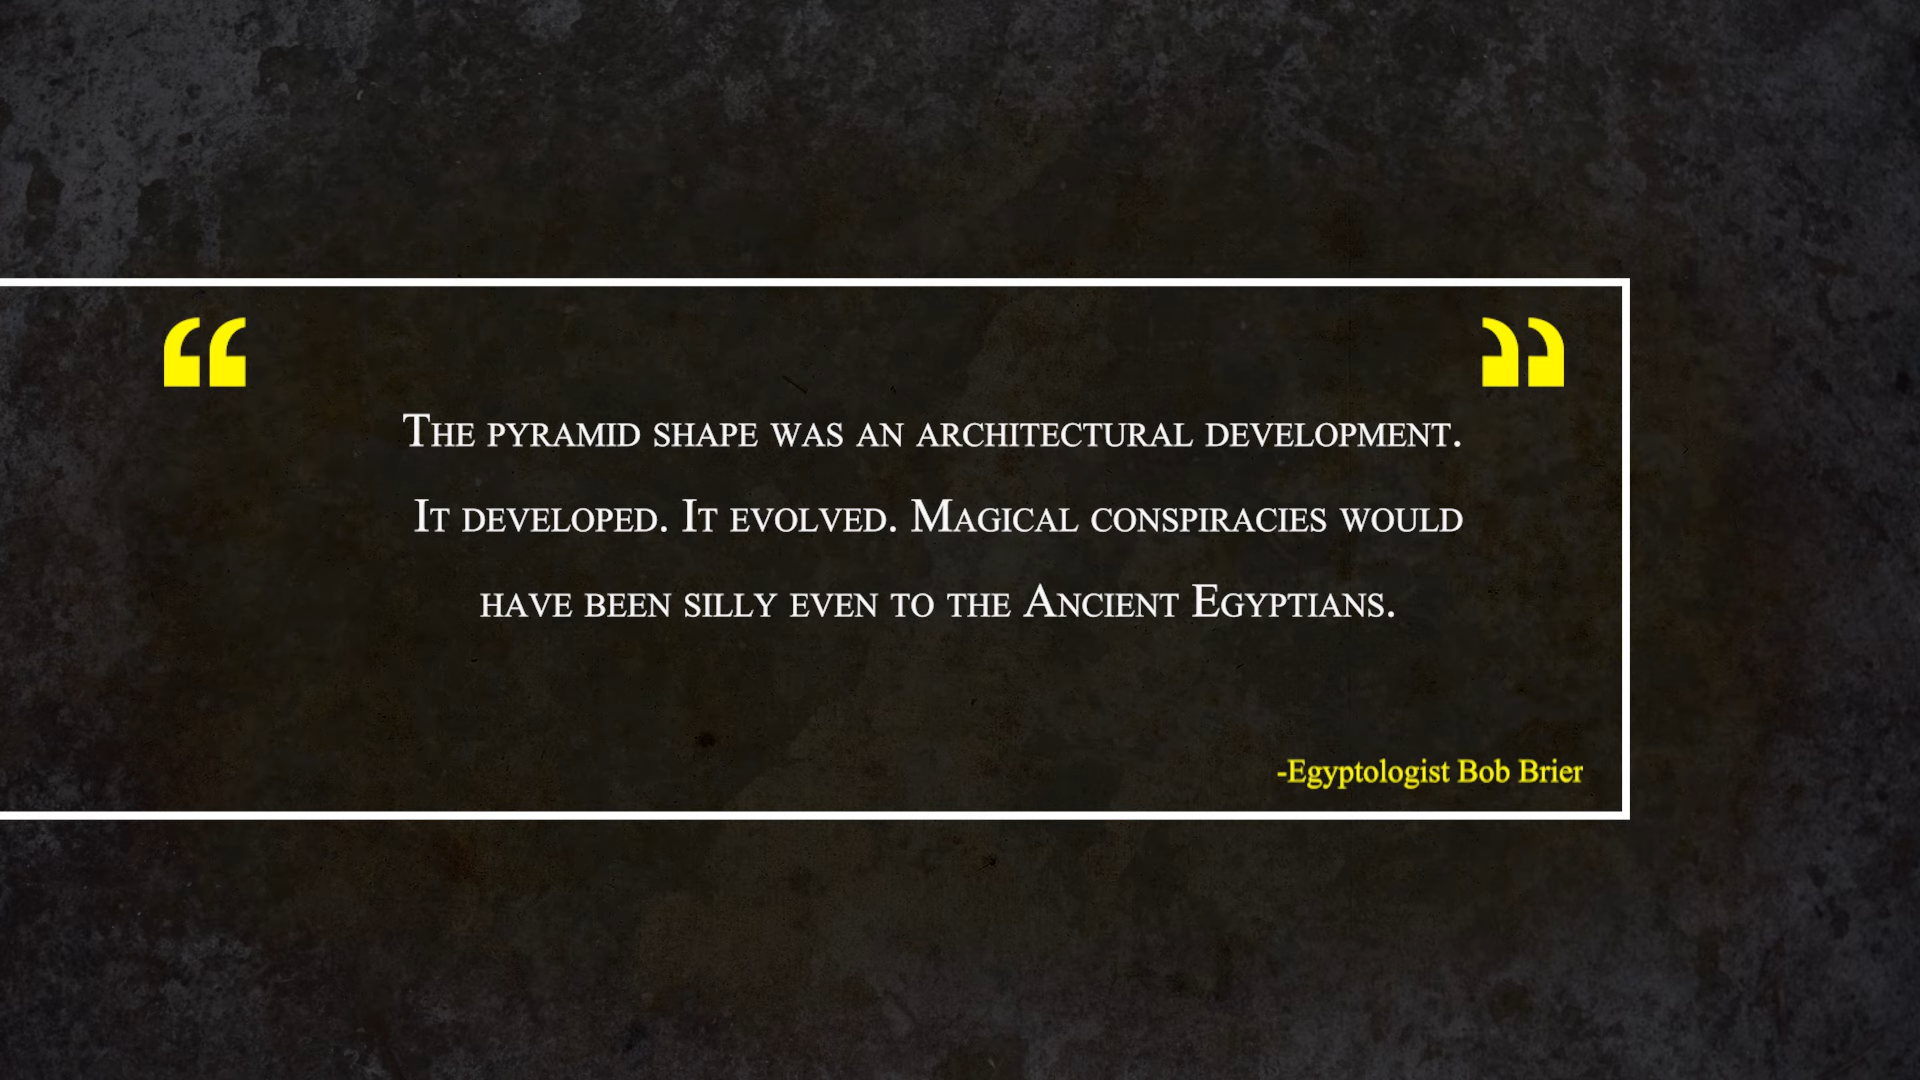 “ ”
The pyramid shape was an architectural development.
It developed. It evolved. Magical conspiracies would
have been silly even to the Ancient Egyptians.
-Egyptologist Bob Brier